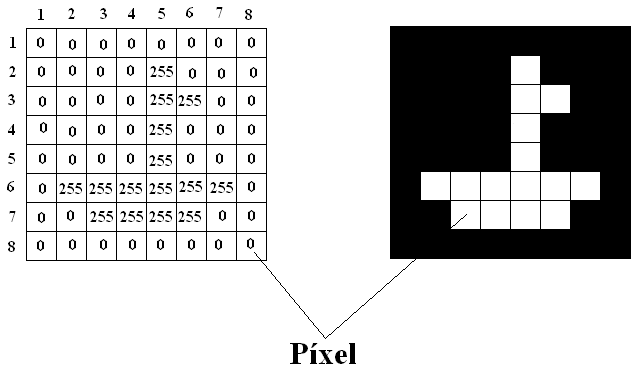 1 2 3 4 5 6 7 8
1 0 0 0 0 0 0 0 0
2 0 0 0 0 255 0 0 0
3 0 0 0 0 255 255 0 0
4 0 0 0 0 255 0 0 0
5 0 0 0 0 255 0 0 0
6 0 255 255 255 255 255 255 0
7 0 0 255 255 255 255 0 0
8 0 0 0 0 0 0 0 0
Píxel